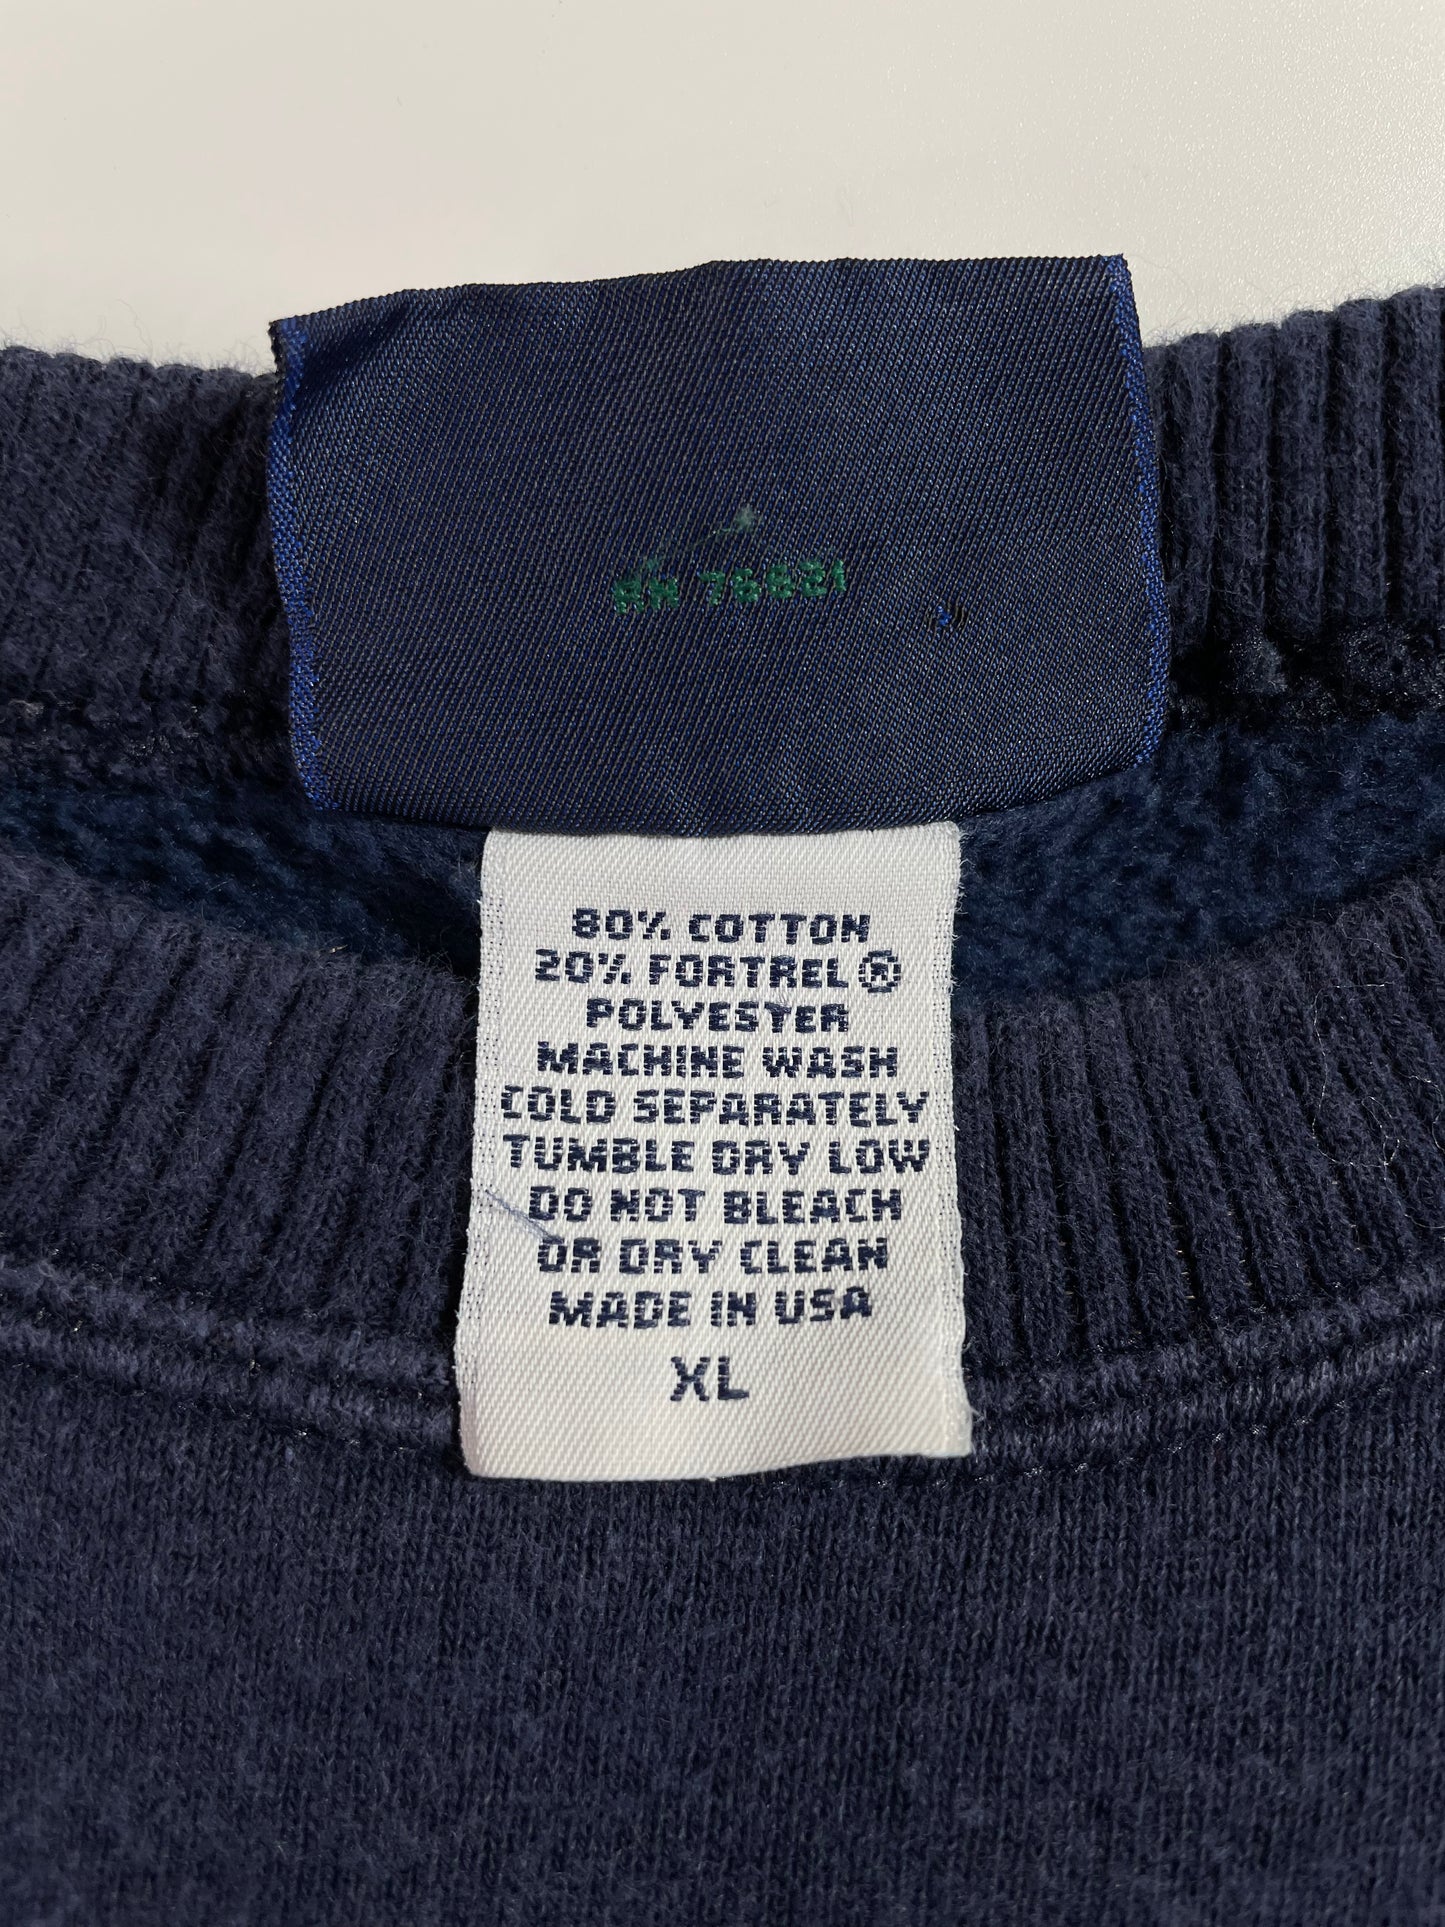 RN 76621
80% COTTON
20% FORTREL®
POLYESTER
MACHINE WASH
COLD SEPARATELY
TUMBLE DRY LOW
DO NOT BLEACH
OR DRY CLEAN
MADE IN USA
XL